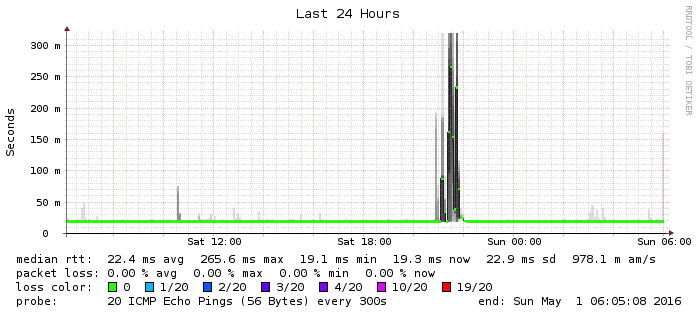 Last 24 Hours
RRDTOOL / TOBI OETIKER
Seconds
300 m
250 m
200 m
150 m
100 m
50 m
0
Sat 12:00 Sat 18:00 Sun 00:00 Sun 06:00
median rtt: 22.4 ms avg 265.6 ms max 19.1 ms min 19.3 ms now 22.9 ms sd 978.1 m am/s
packet loss: 0.00 % avg 0.00 % max 0.00 % min 0.00 % now
loss color: 0 1/20 2/20 3/20 4/20 10/20 19/20
probe: 20 ICMP Echo Pings (56 Bytes) every 300s end: Sun May 1 06:05:08 2016